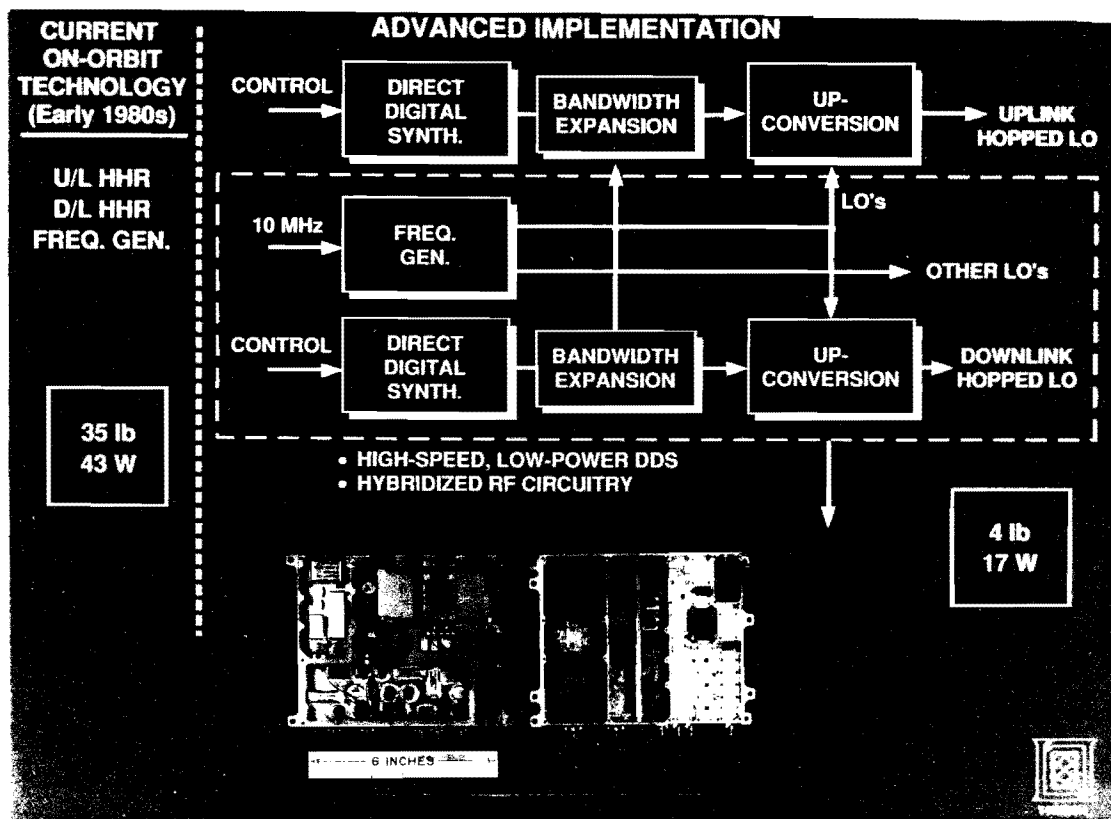 CURRENT
ON-ORBIT
TECHNOLOGY
(Early 1980s)
U/L HHR
D/L HHR
FREQ. GEN.
35 lb
43 W
ADVANCED IMPLEMENTATION
CONTROL
DIRECT
DIGITAL
SYNTH.
BANDWIDTH
EXPANSION
UP-
CONVERSION
UPLINK
HOPPED LO
LO's
10 MHz
FREQ.
GEN.
OTHER LO's
CONTROL
DIRECT
DIGITAL
SYNTH.
BANDWIDTH
EXPANSION
UP-
CONVERSION
DOWNLINK
HOPPED LO
• HIGH-SPEED, LOW-POWER DDS
• HYBRIDIZED RF CIRCUITRY
4 lb
17 W
6 INCHES